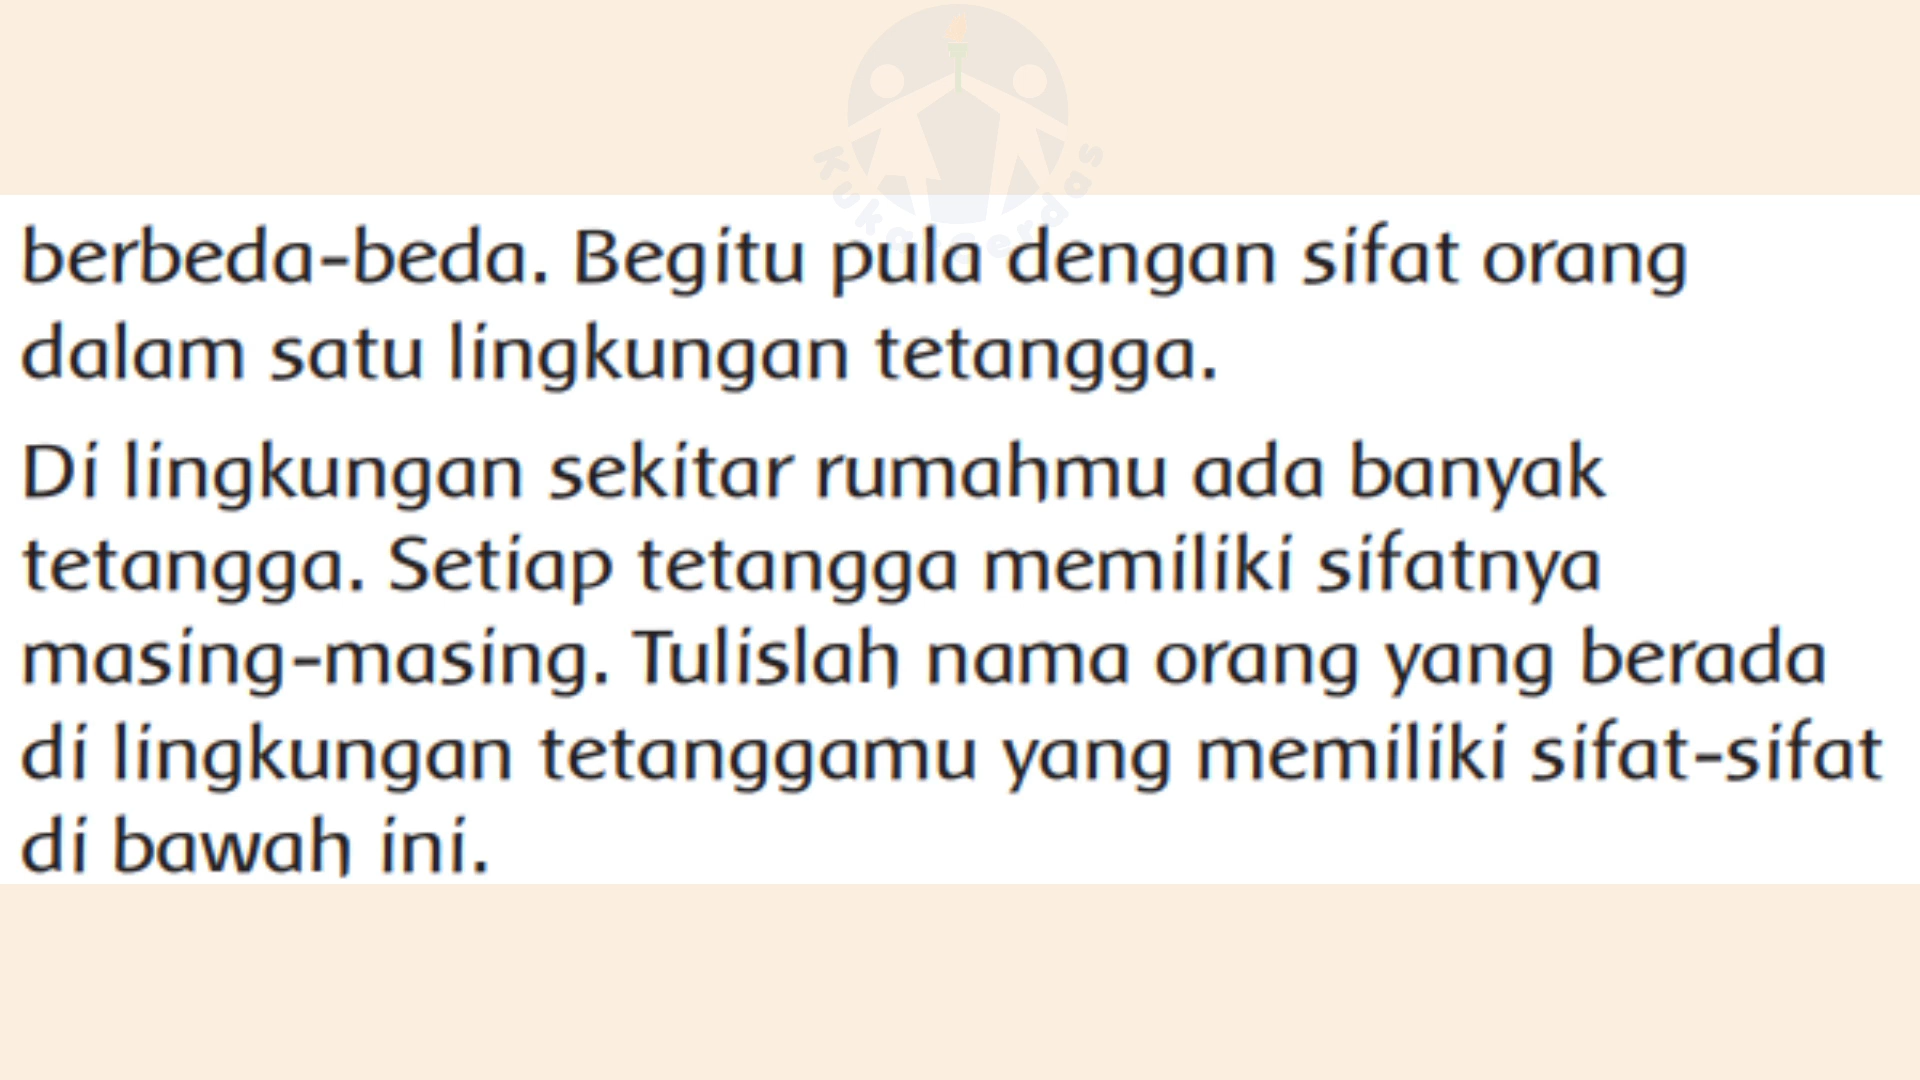 Kuka Cerdas
berbeda-beda. Begitu pula dengan sifat orang
dalam satu lingkungan tetangga.
Di lingkungan sekitar rumahmu ada banyak
tetangga. Setiap tetangga memiliki sifatnya
masing-masing. Tulislah nama orang yang berada
di lingkungan tetanggamu yang memiliki sifat-sifat
di bawah ini.